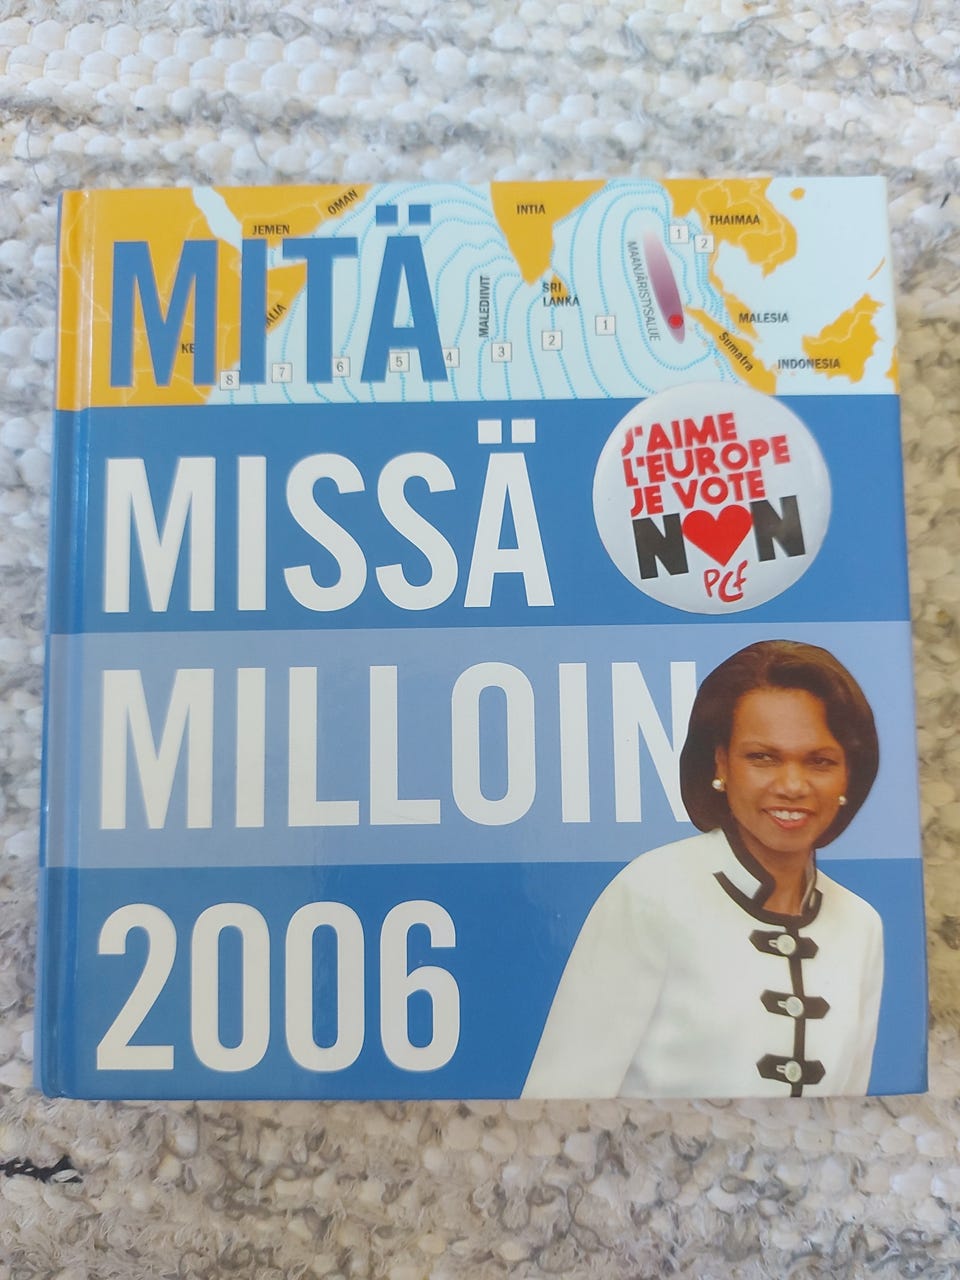 OMAN
JEMEN
INTIA
THAIMAA
1
2
MITÄ
MALEDIIVIT
SRI
LANKA
MAANJÄRISTYSALUE
MALESIA
Sumatra
INDONESIA
8
7
6
5
4
3
2
1
MISSÄ
J'AIME
L'EUROPE
JE VOTE
NON
PCF
MILLOIN
2006